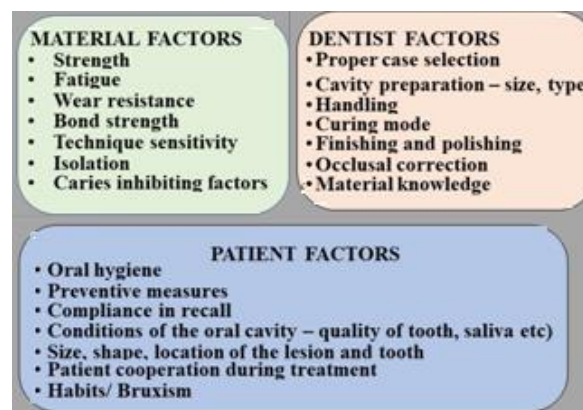 MATERIAL FACTORS
• Strength
• Fatigue
• Wear resistance
• Bond strength
• Technique sensitivity
• Isolation
• Caries inhibiting factors
DENTIST FACTORS
• Proper case selection
• Cavity preparation – size, type
• Handling
• Curing mode
• Finishing and polishing
• Occlusal correction
• Material knowledge
PATIENT FACTORS
• Oral hygiene
• Preventive measures
• Compliance in recall
• Conditions of the oral cavity – quality of tooth, saliva etc)
• Size, shape, location of the lesion and tooth
• Patient cooperation during treatment
• Habits/ Bruxism